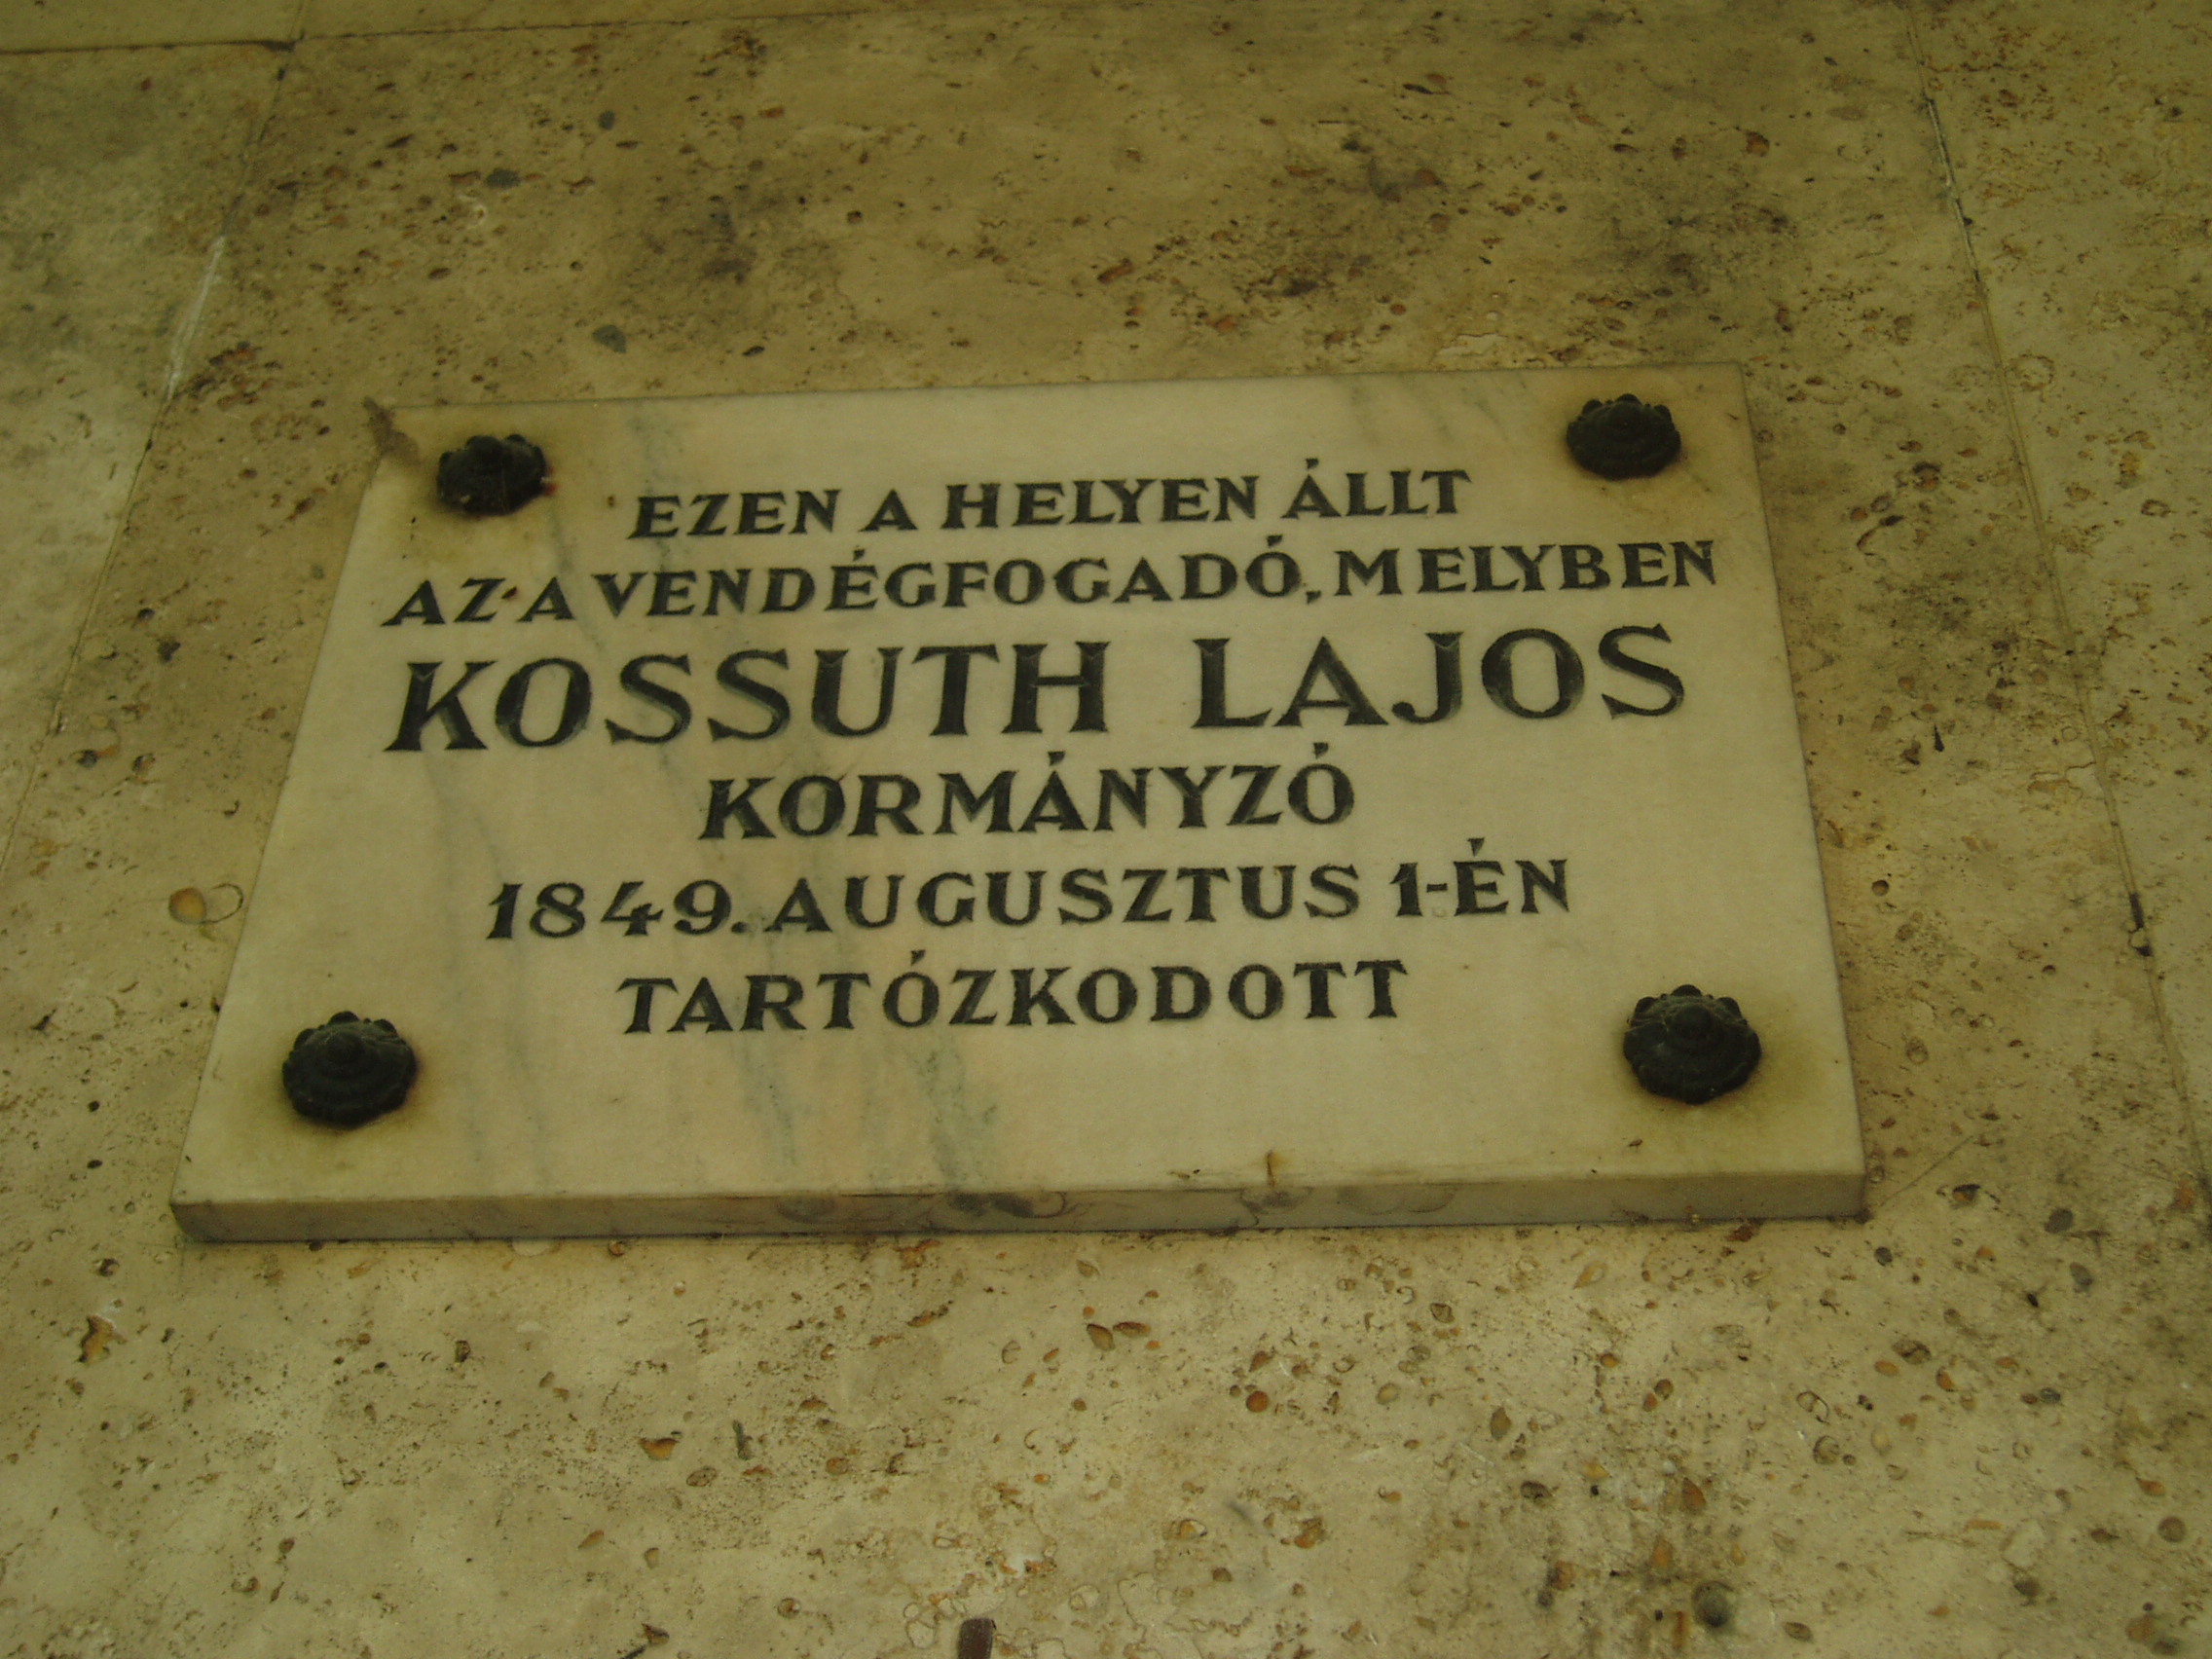 EZEN A HELYEN ÁLLT
AZ A VENDÉGFOGADÓ, MELYBEN
KOSSUTH LAJOS
KORMÁNYZÓ
1849. AUGUSZTUS 1-ÉN
TARTÓZKODOTT